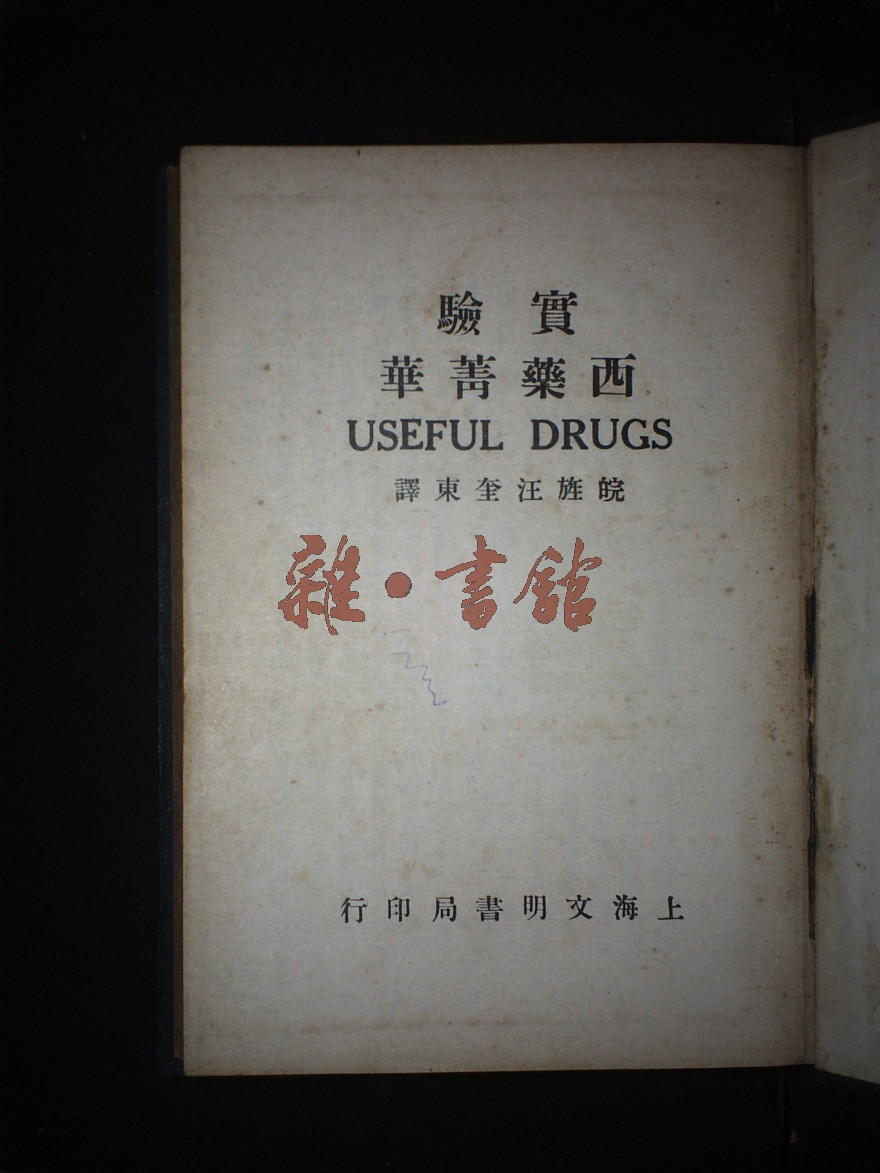 實驗
西藥菁華
USEFUL DRUGS
皖旌汪奎東譯
雜·書館
上海文明書局印行